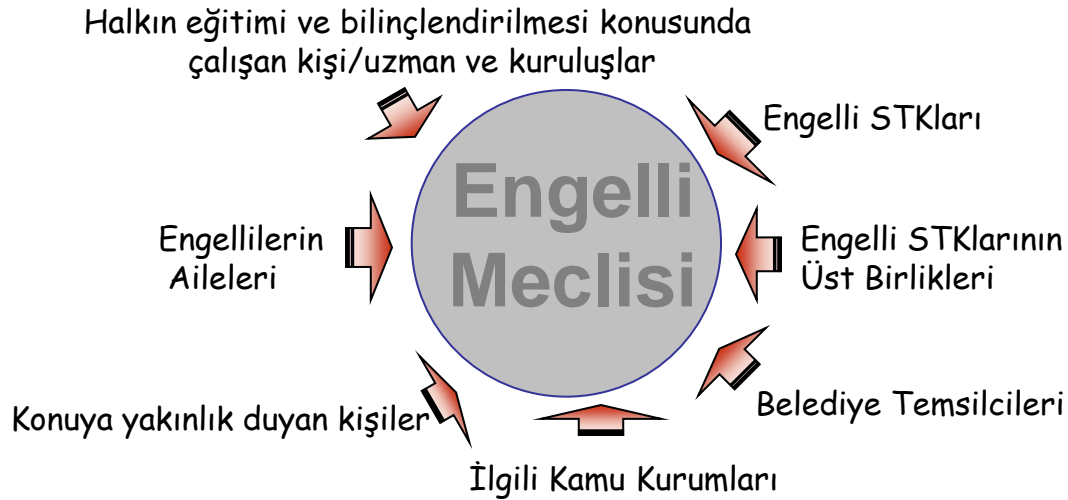 Halkın eğitimi ve bilinçlendirilmesi konusunda
çalışan kişi/uzman ve kuruluşlar
Engelli STKları
Engelli
Meclisi
Engellilerin
Aileleri
Engelli STKlarının
Üst Birlikleri
Konuya yakınlık duyan kişiler
Belediye Temsilcileri
İlgili Kamu Kurumları